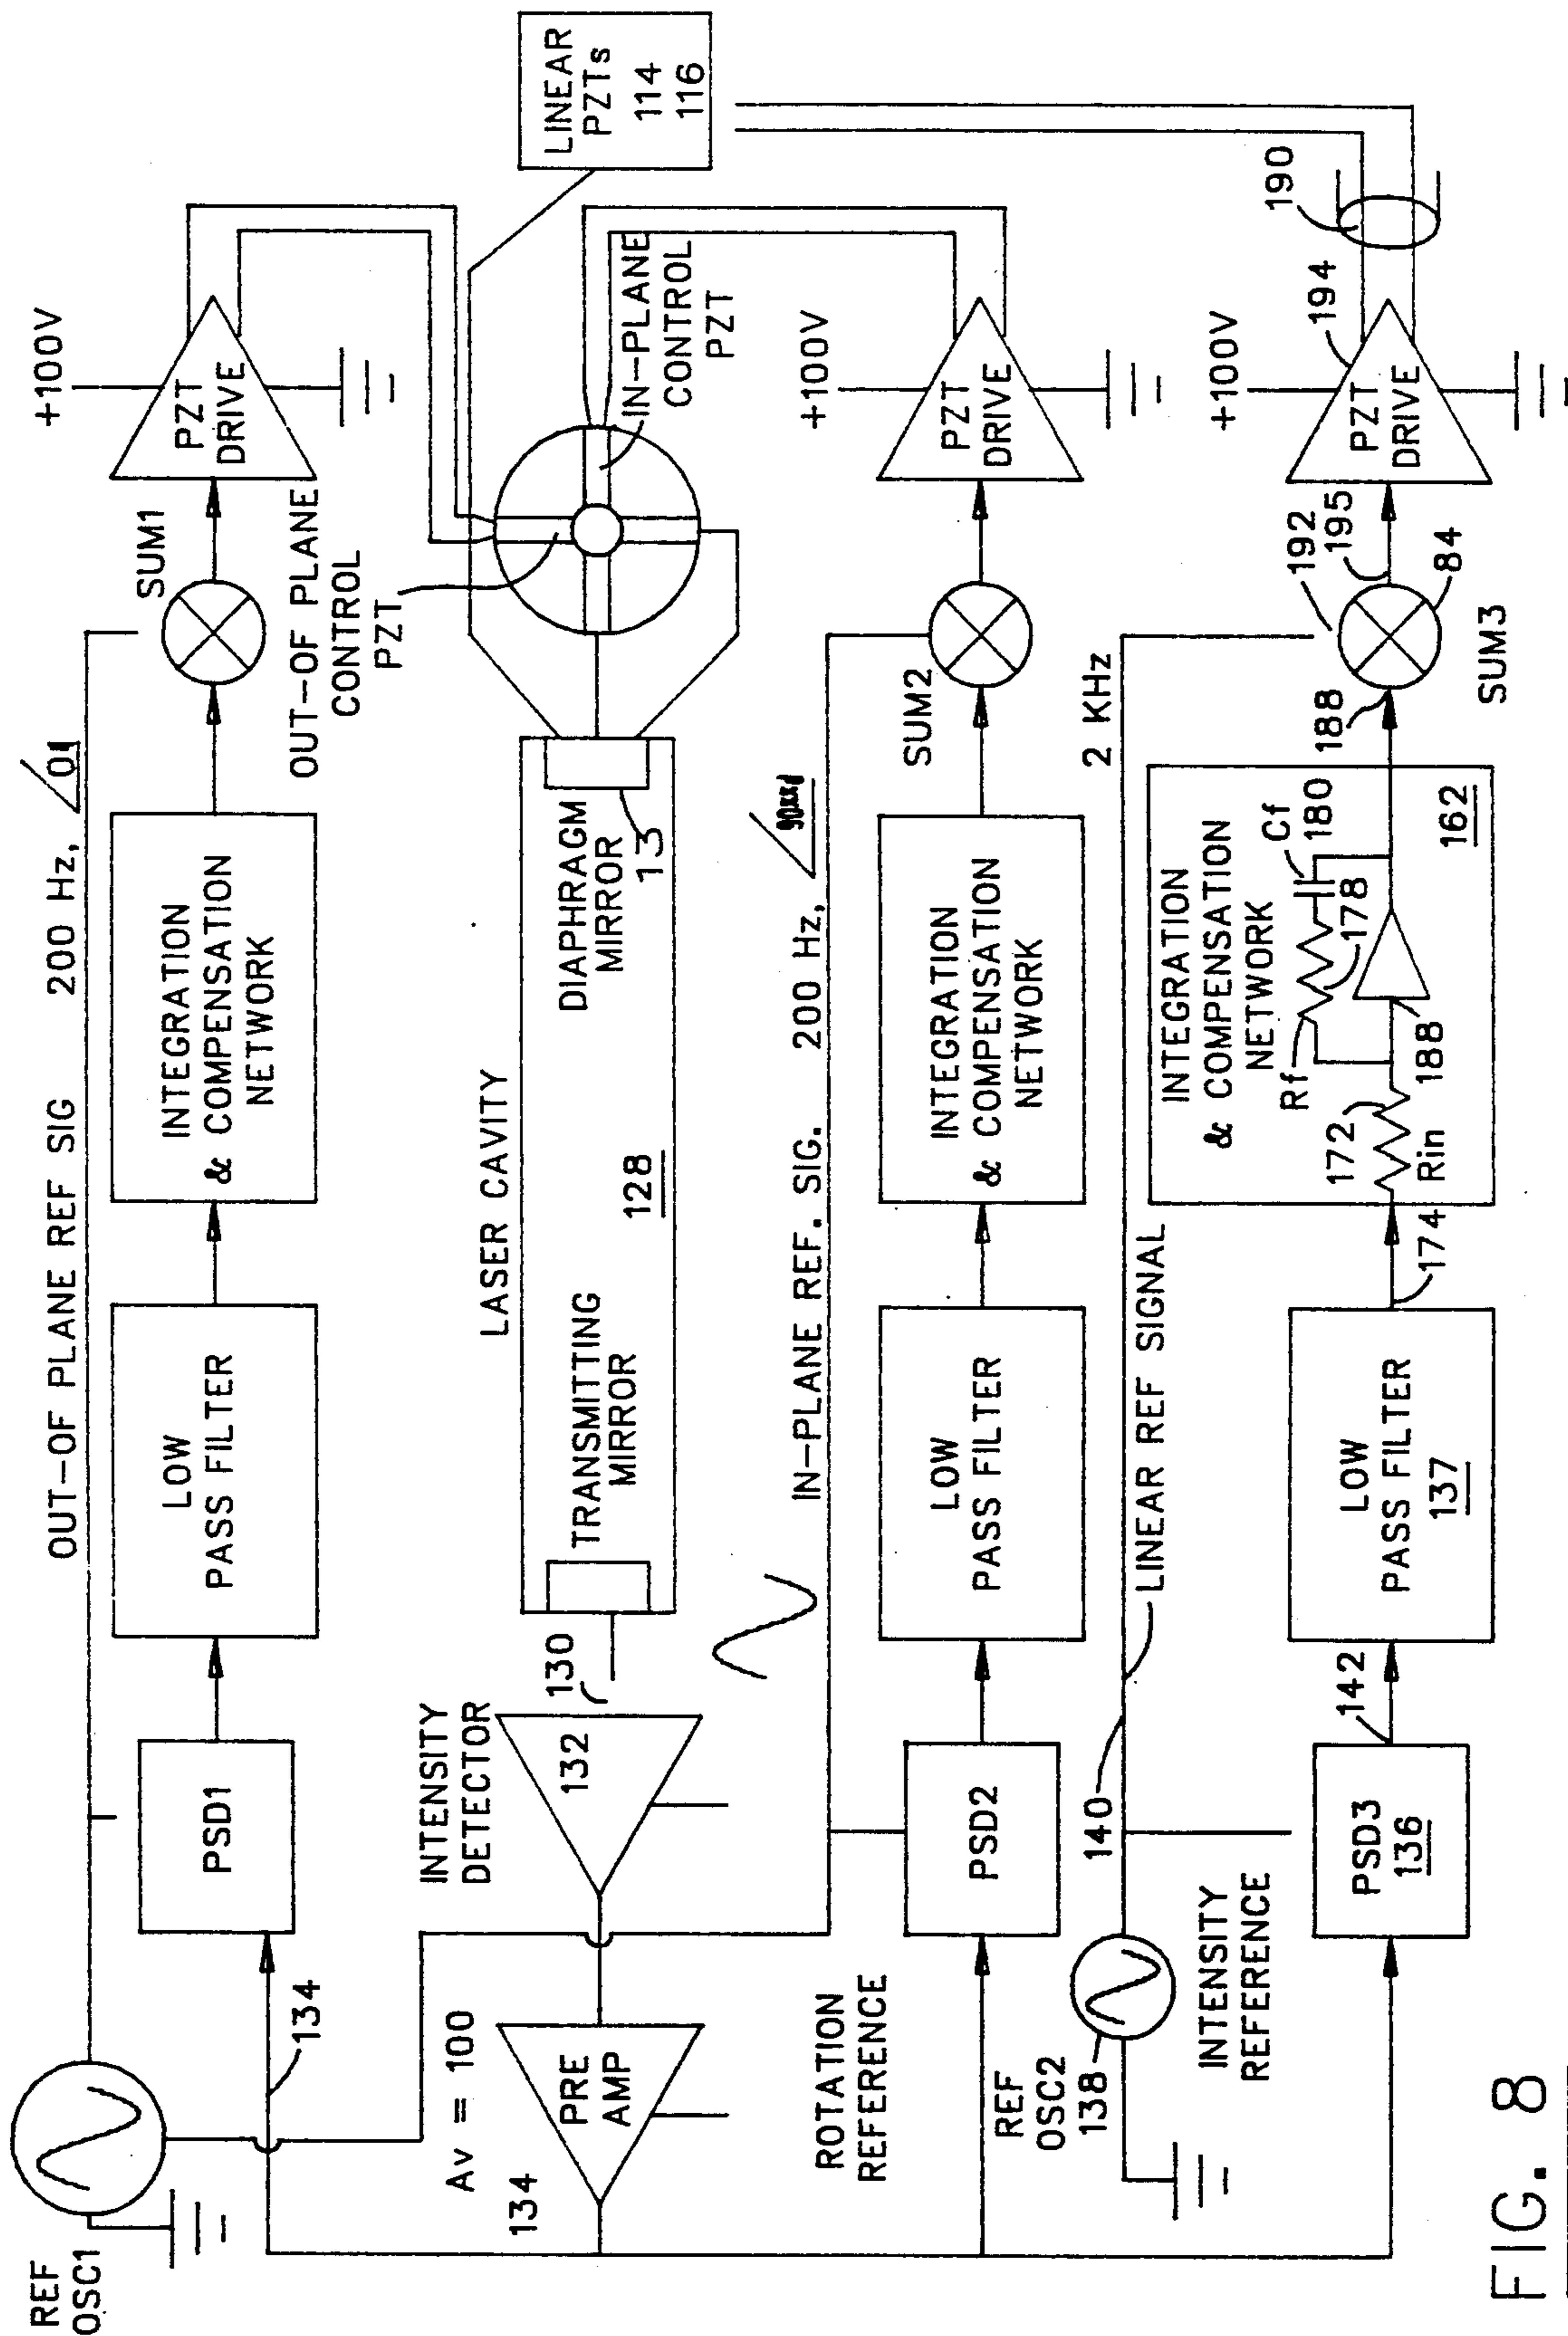 REF
OSC1
OUT-OF PLANE REF SIG 200 Hz,
134
PSD1
LOW
PASS FILTER
INTEGRATION
& COMPENSATION
NETWORK
SUM1
+100V
PZT
DRIVE
OUT-OF PLANE
CONTROL
PZT
Av = 100
134
PRE
AMP
INTENSITY
DETECTOR
132
130
LASER CAVITY
TRANSMITTING
MIRROR
128
DIAPHRAGM
MIRROR
13
IN-PLANE
CONTROL
PZT
LINEAR
PZTs
114
116
IN-PLANE REF. SIG. 200 Hz,
ROTATION
REFERENCE
PSD2
LOW
PASS FILTER
INTEGRATION
& COMPENSATION
NETWORK
SUM2
+100V
PZT
DRIVE
REF
OSC2
138
140
LINEAR REF SIGNAL
2 KHz
INTENSITY
REFERENCE
PSD3
136
142
LOW
PASS FILTER
137
174
INTEGRATION
& COMPENSATION
NETWORK
Rf
Cf
178
180
172
Rin
188
162
188
192
195
84
SUM3
+100V
194
PZT
DRIVE
190
FIG. 8